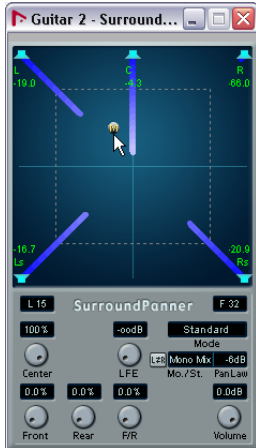 Guitar 2 - Surround...
L C R
-19.0 -4.3 -66.0
M
-16.7 -20.9
Ls Rs
L 15 SurroundPanner F 32
100% -oodB Standard
Mode
L≠R Mono Mix -6dB
Center LFE Mo./St. PanLaw
0.0% 0.0% 0.0% 0.0dB
Front Rear F/R Volume